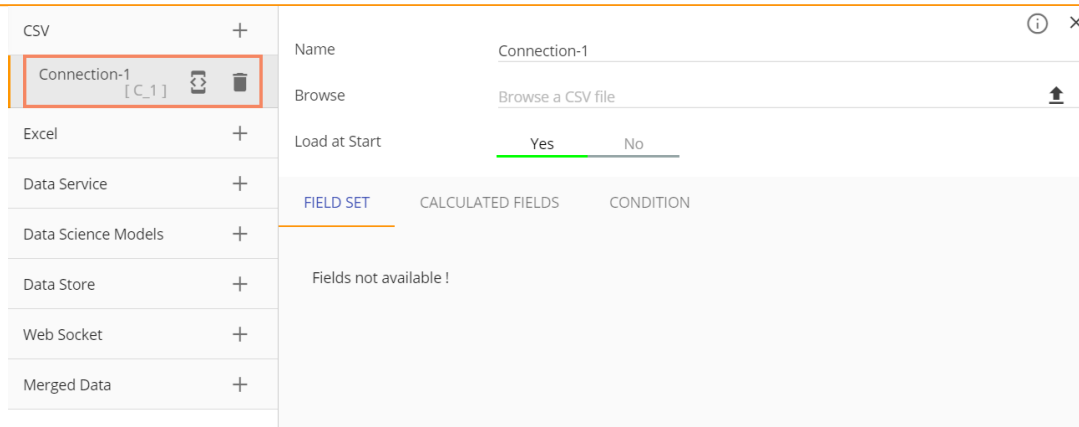 CSV
Connection-1
[ C_1 ]
Excel
Data Service
Data Science Models
Data Store
Web Socket
Merged Data
Name Connection-1
Browse Browse a CSV file
Load at Start Yes No
FIELD SET CALCULATED FIELDS CONDITION
Fields not available !